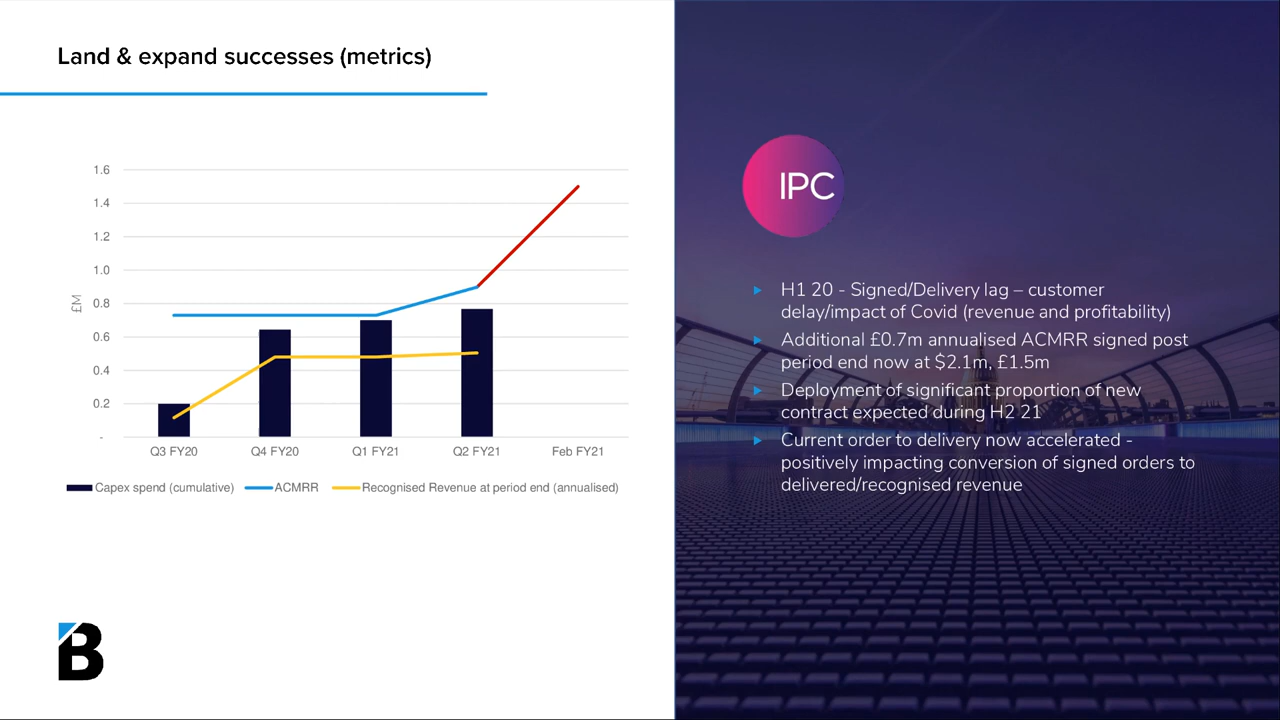 Land & expand successes (metrics)
1.6
1.4
1.2
1.0
0.8
0.6
0.4
0.2
-
£M
Q3 FY20 Q4 FY20 Q1 FY21 Q2 FY21 Feb FY21
Capex spend (cumulative) ACMRR Recognised Revenue at period end (annualised)
B
IPC
H1 20 - Signed/Delivery lag – customer
delay/impact of Covid (revenue and profitability)
Additional £0.7m annualised ACMRR signed post
period end now at $2.1m, £1.5m
Deployment of significant proportion of new
contract expected during H2 21
Current order to delivery now accelerated -
positively impacting conversion of signed orders to
delivered/recognised revenue